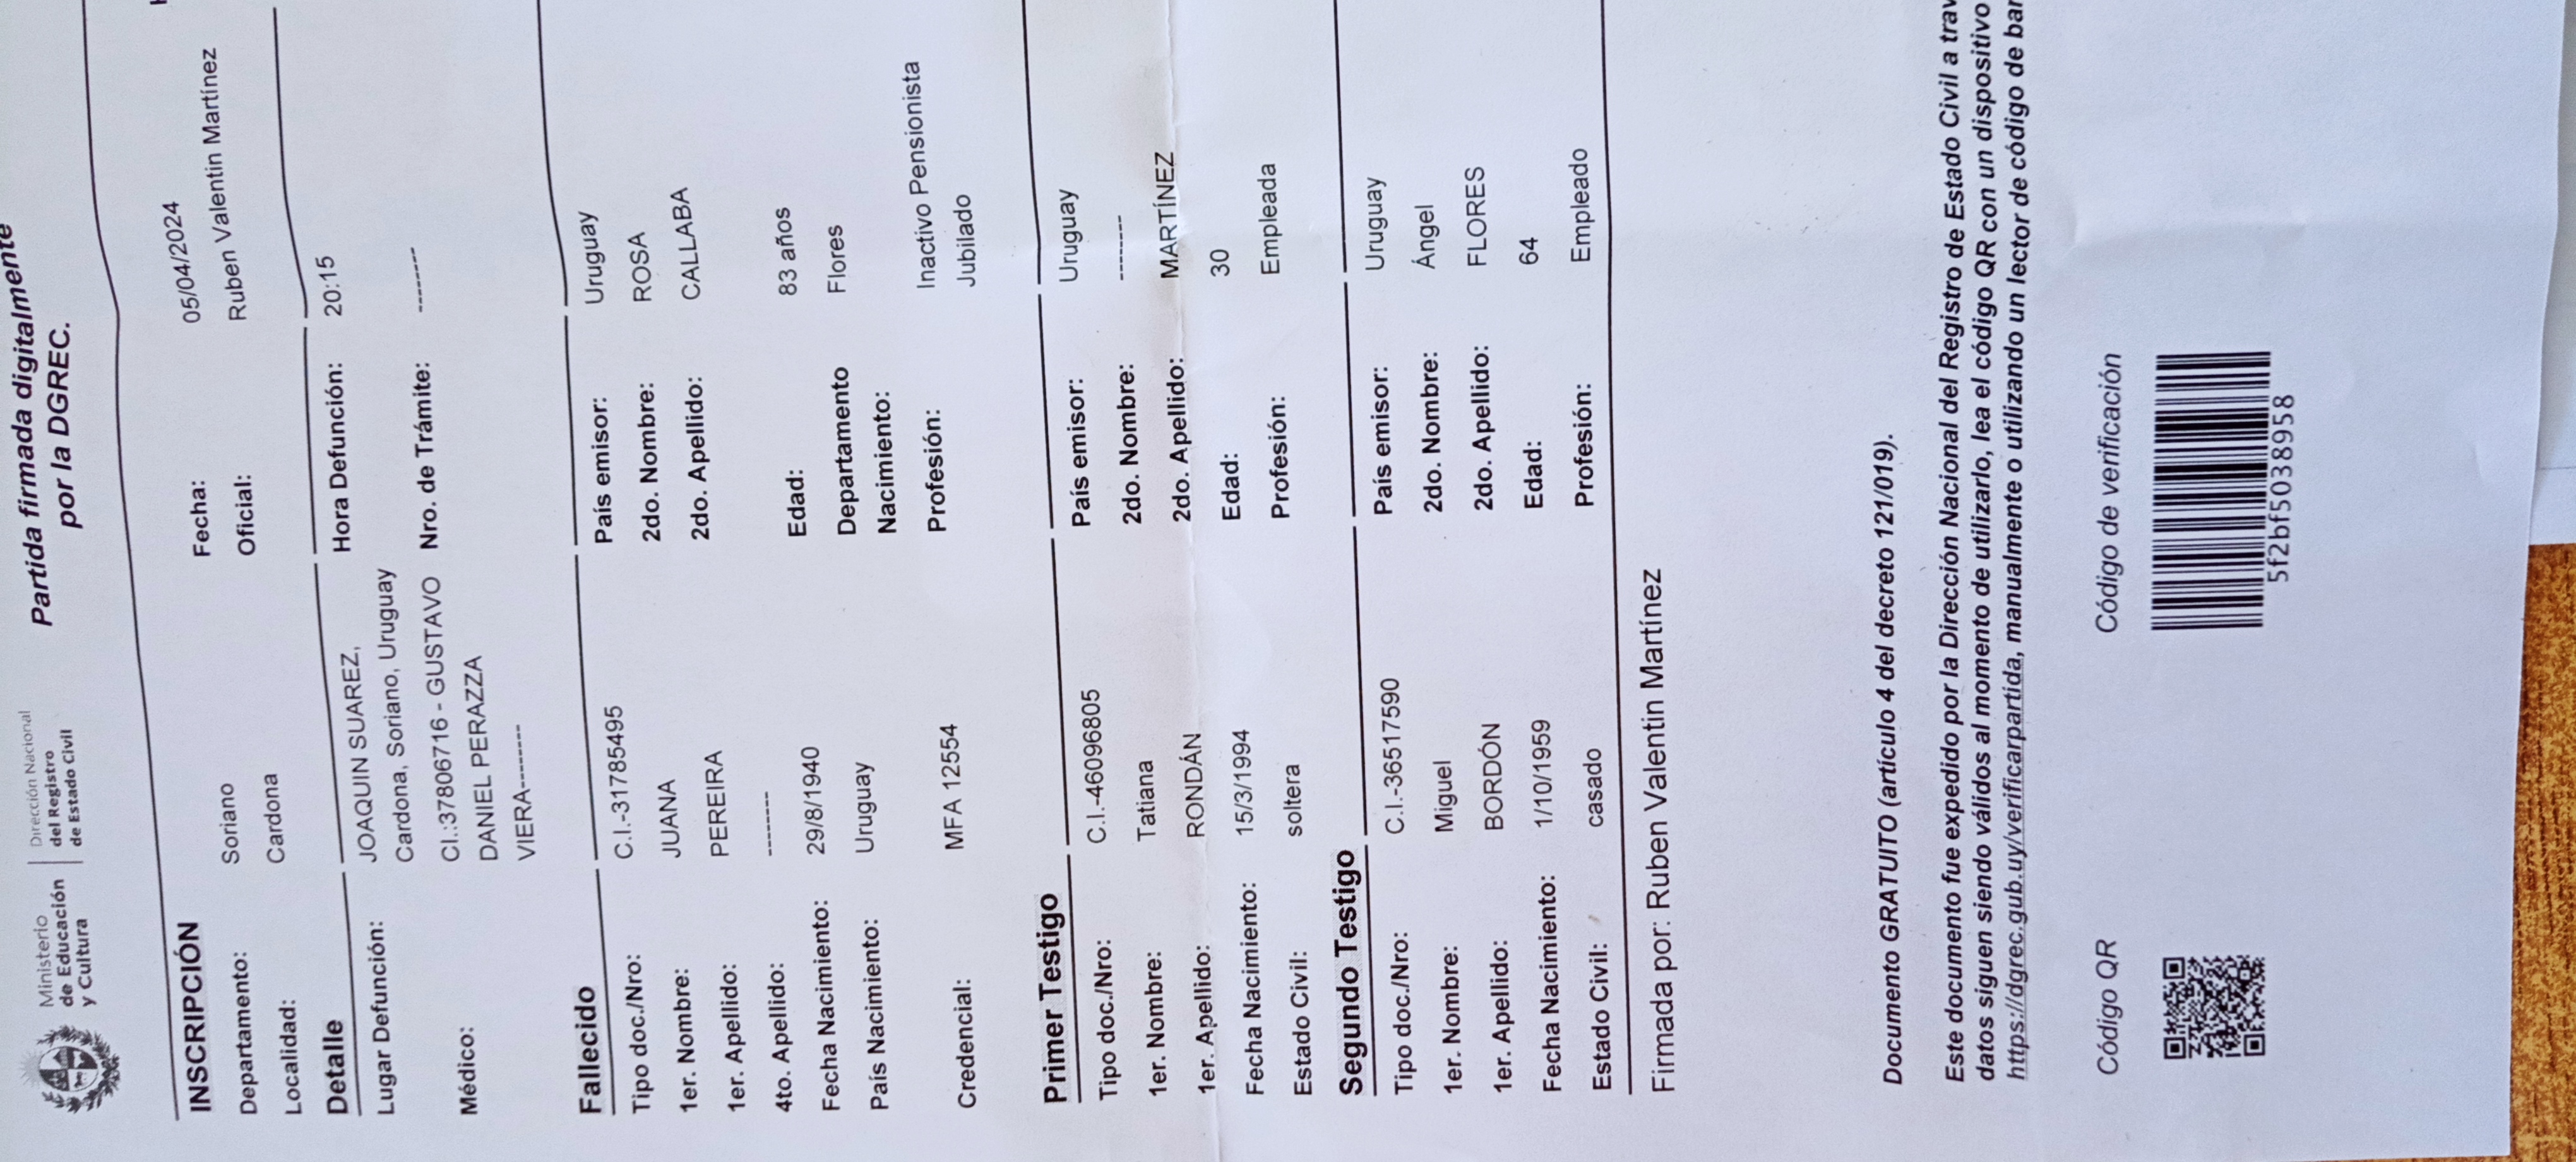 Ministerio
de Educación
y Cultura
Dirección Nacional
del Registro
de Estado Civil
Partida firmada digitalmente
por la DGREC.
INSCRIPCIÓN
Departamento: Soriano Fecha: 05/04/2024
Localidad: Cardona Oficial: Ruben Valentin Martínez
Detalle
Lugar Defunción: JOAQUIN SUAREZ, Hora Defunción: 20:15
Cardona, Soriano, Uruguay
Médico: CI.:37806716 - GUSTAVO Nro. de Trámite: --------
DANIEL PERAZZA
VIERA--------
Fallecido
Tipo doc./Nro: C.I.-31785495 País emisor: Uruguay
1er. Nombre: JUANA 2do. Nombre: ROSA
1er. Apellido: PEREIRA 2do. Apellido: CALLABA
4to. Apellido: --------
Fecha Nacimiento: 29/8/1940 Edad: 83 años
País Nacimiento: Uruguay Departamento Flores
Nacimiento:
Credencial: MFA 12554 Profesión: Inactivo Pensionista
Jubilado
Primer Testigo
Tipo doc./Nro: C.I.-46096805 País emisor: Uruguay
1er. Nombre: Tatiana 2do. Nombre: --------
1er. Apellido: RONDÁN 2do. Apellido: MARTÍNEZ
Fecha Nacimiento: 15/3/1994 Edad: 30
Estado Civil: soltera Profesión: Empleada
Segundo Testigo
Tipo doc./Nro: C.I.-36517590 País emisor: Uruguay
1er. Nombre: Miguel 2do. Nombre: Ángel
1er. Apellido: BORDÓN 2do. Apellido: FLORES
Fecha Nacimiento: 1/10/1959 Edad: 64
Estado Civil: casado Profesión: Empleado
Firmada por: Ruben Valentin Martínez
Documento GRATUITO (artículo 4 del decreto 121/019).
Este documento fue expedido por la Dirección Nacional del Registro de Estado Civil a trav
datos siguen siendo válidos al momento de utilizarlo, lea el código QR con un dispositivo
https://dgrec.gub.uy/verificarpartida, manualmente o utilizando un lector de código de bar
Código QR Código de verificación
5f2bf5038958